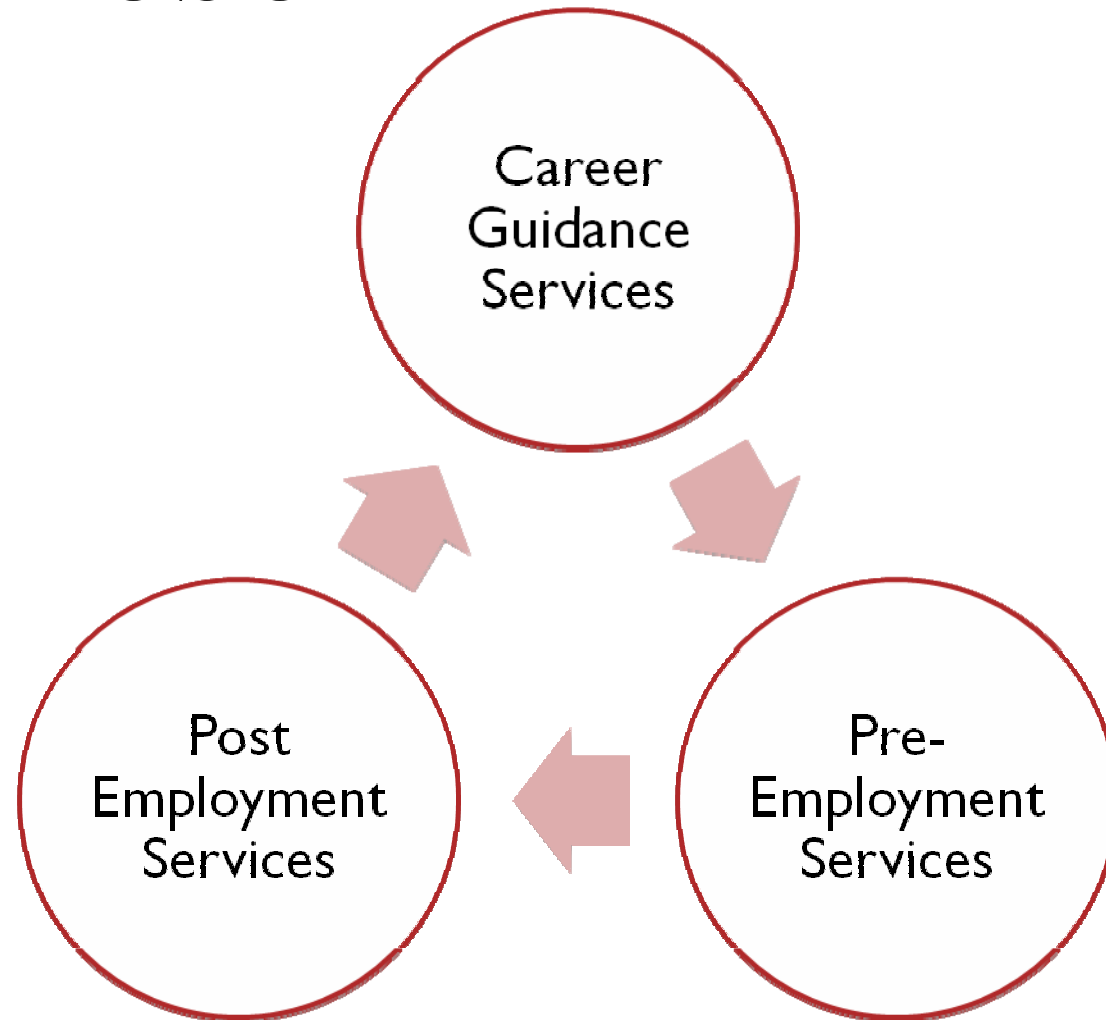 Career
Guidance
Services
Post
Employment
Services
Pre-
Employment
Services